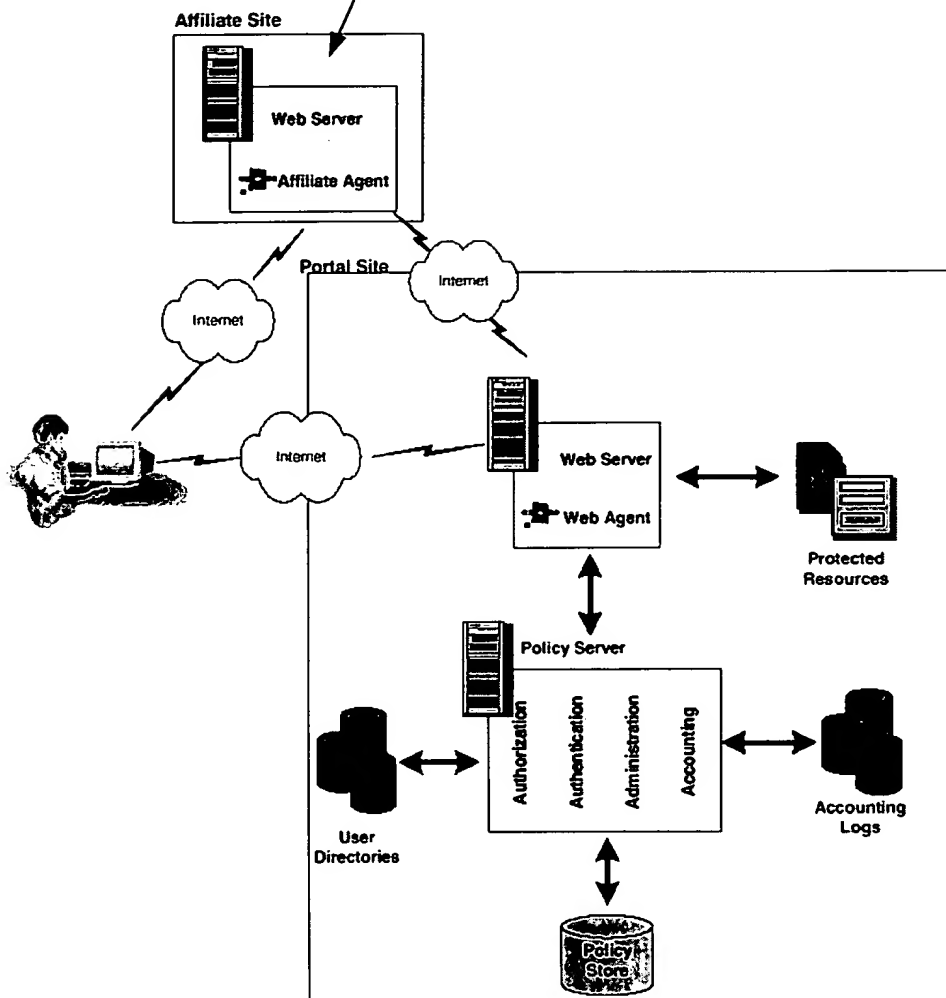 Affiliate Site
Web Server
Affiliate Agent
Portal Site
Internet
Internet
Internet
Web Server
Web Agent
Protected
Resources
Policy Server
Authorization
Authentication
Administration
Accounting
User
Directories
Accounting
Logs
Policy
Store